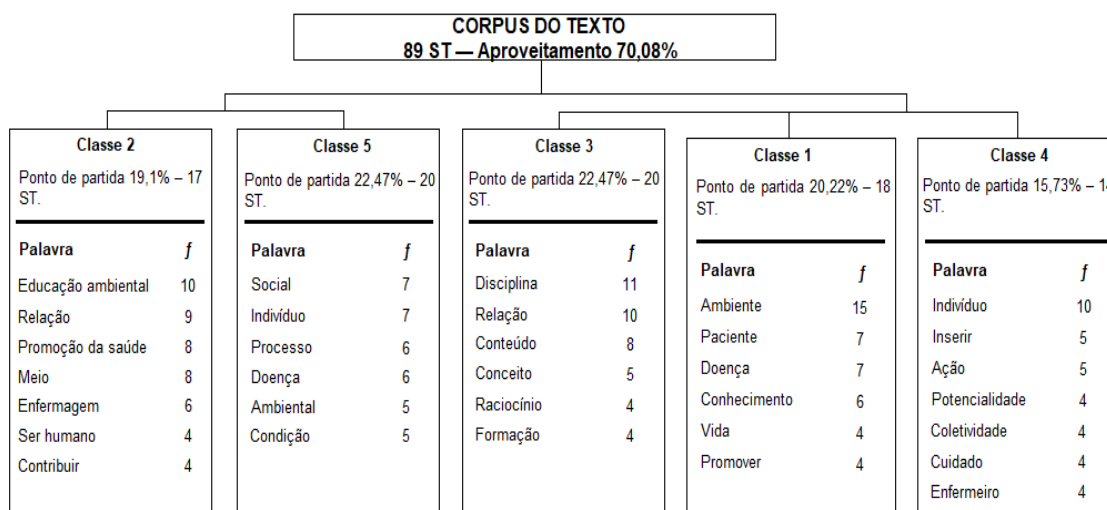 CORPUS DO TEXTO
89 ST — Aproveitamento 70,08%
Classe 2
Ponto de partida 19,1% – 17
ST.
Palavra f
Educação ambiental 10
Relação 9
Promoção da saúde 8
Meio 8
Enfermagem 6
Ser humano 4
Contribuir 4
Classe 5
Ponto de partida 22,47% – 20
ST.
Palavra f
Social 7
Indivíduo 7
Processo 6
Doença 6
Ambiental 5
Condição 5
Classe 3
Ponto de partida 22,47% – 20
ST.
Palavra f
Disciplina 11
Relação 10
Conteúdo 8
Conceito 5
Raciocínio 4
Formação 4
Classe 1
Ponto de partida 20,22% – 18
ST.
Palavra f
Ambiente 15
Paciente 7
Doença 7
Conhecimento 6
Vida 4
Promover 4
Classe 4
Ponto de partida 15,73% –
ST.
Palavra f
Indivíduo 10
Inserir 5
Ação 5
Potencialidade 4
Coletividade 4
Cuidado 4
Enfermeiro 4